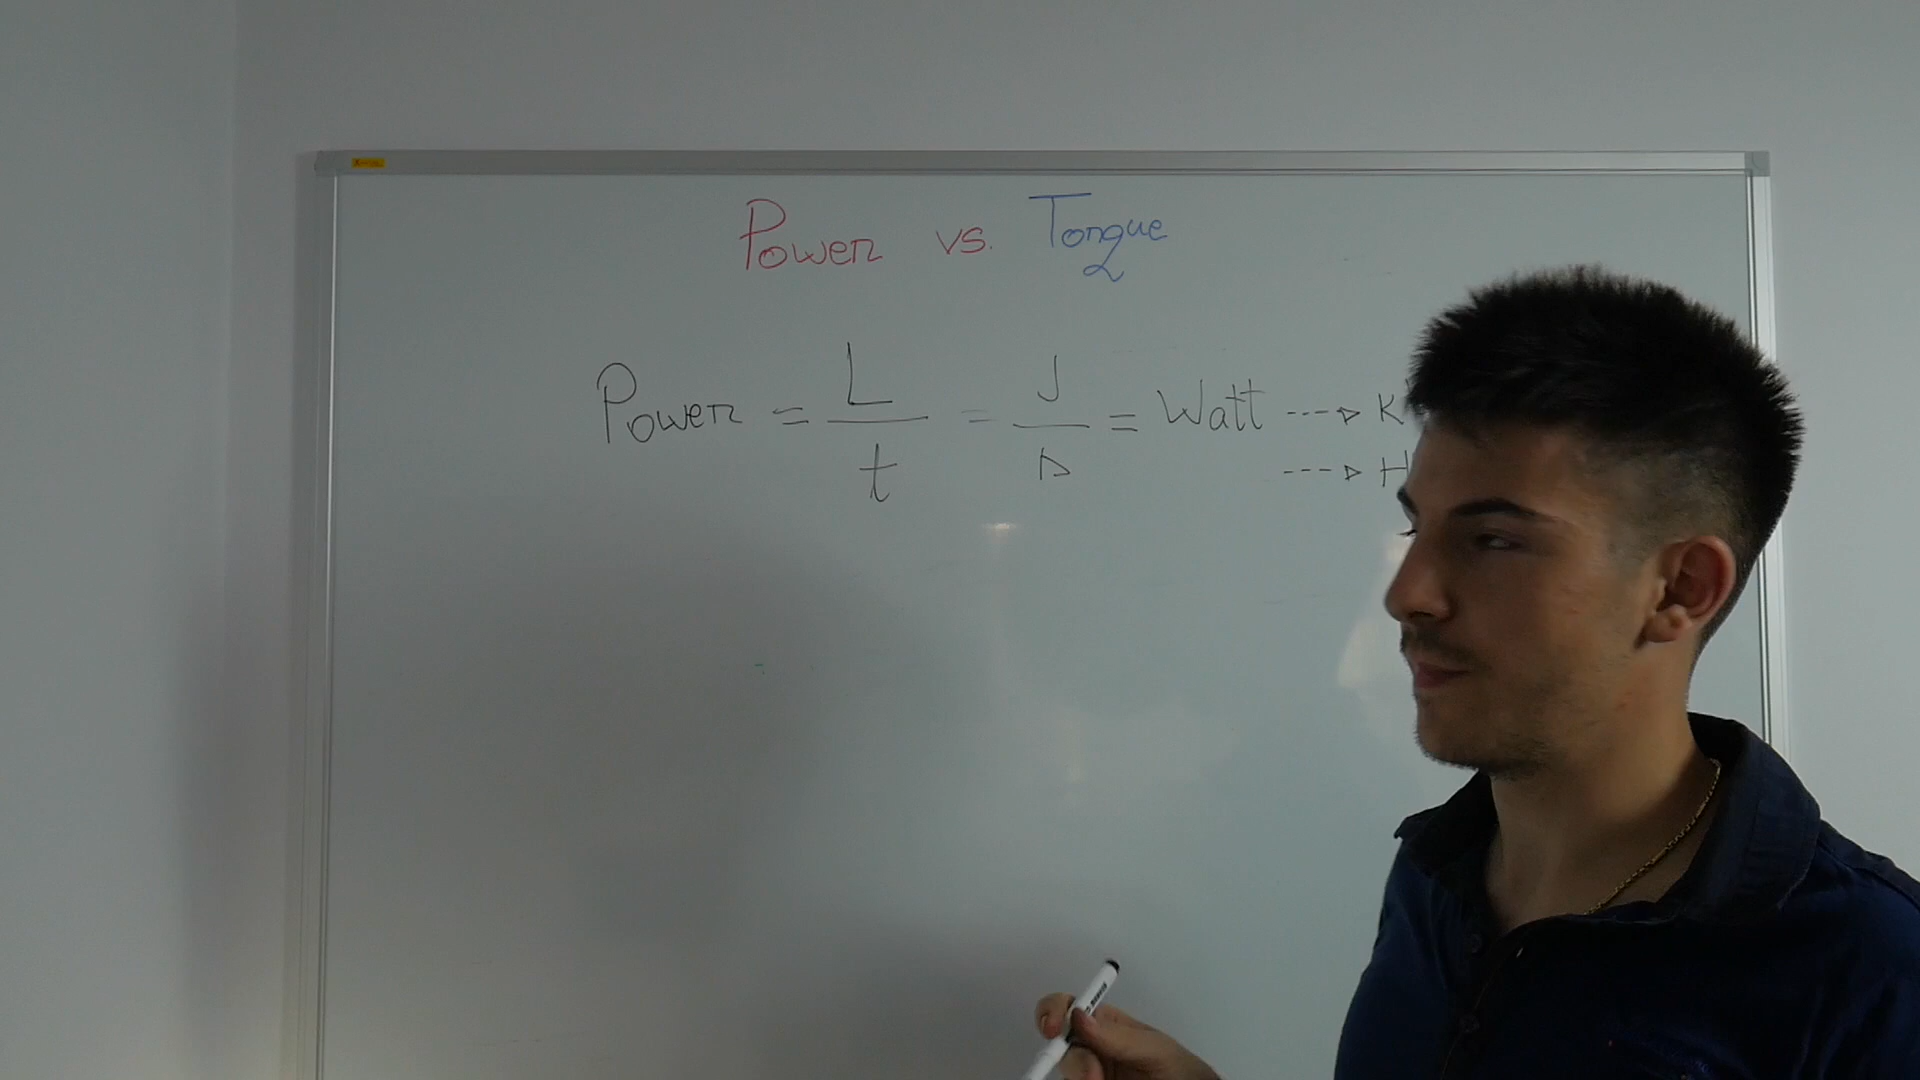 Power vs. Torque
Power = L/t = J/s = Watt ---> K
---> H